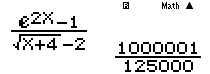 R Math ▲
e^{2X}-1
√(X+4)-2
1000001
125000